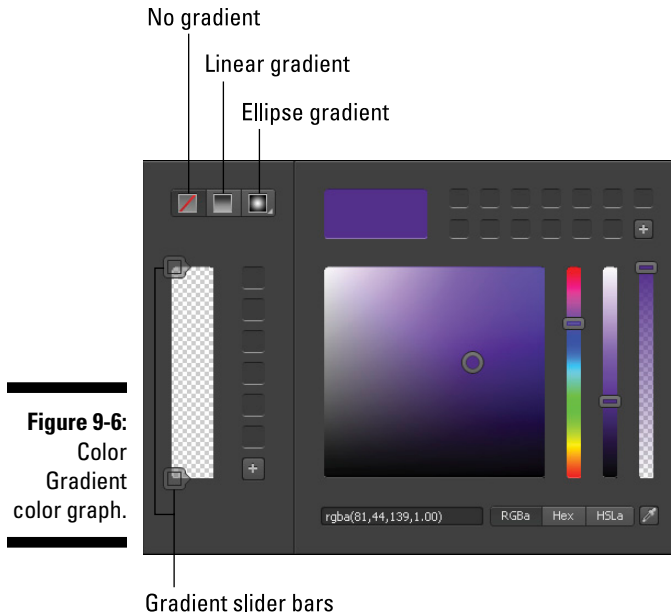 No gradient
Linear gradient
Ellipse gradient
+
+
Figure 9-6:
Color
Gradient
color graph.
rgba(81,44,139,1.00)
RGBa
Hex
HSLa
Gradient slider bars